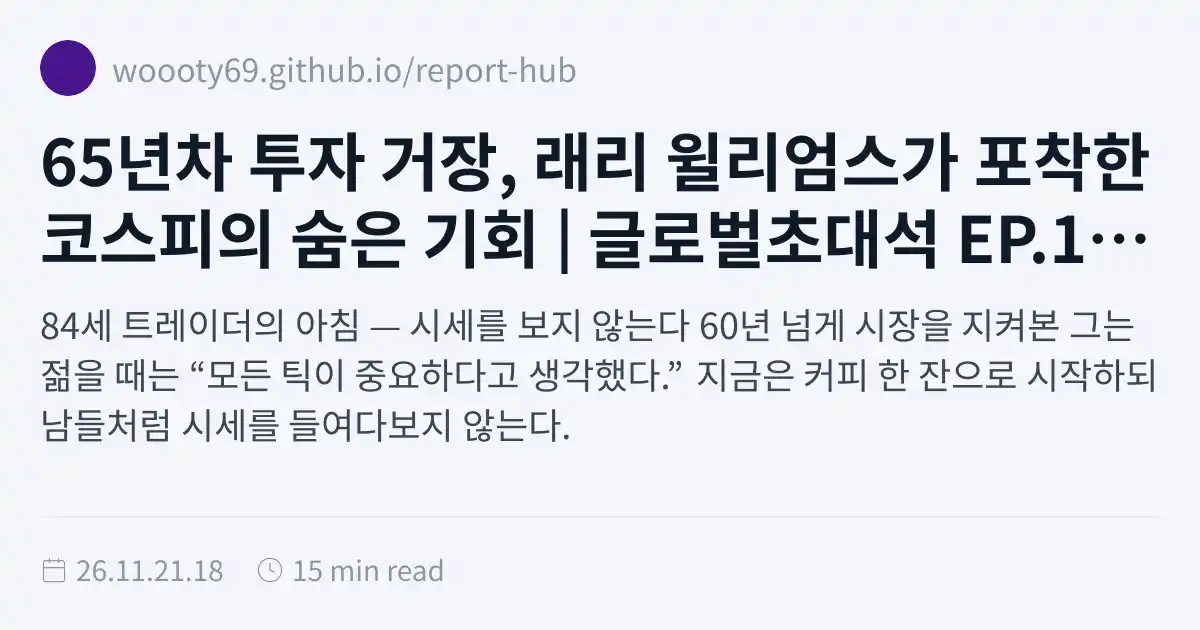 woooty69.github.io/report-hub
65년차 투자 거장, 래리 윌리엄스가 포착한
코스피의 숨은 기회 | 글로벌초대석 EP.1…
84세 트레이더의 아침 — 시세를 보지 않는다 60년 넘게 시장을 지켜본 그는
젊을 때는 “모든 틱이 중요하다고 생각했다.” 지금은 커피 한 잔으로 시작하되
남들처럼 시세를 들여다보지 않는다.
26.11.21.18 15 min read